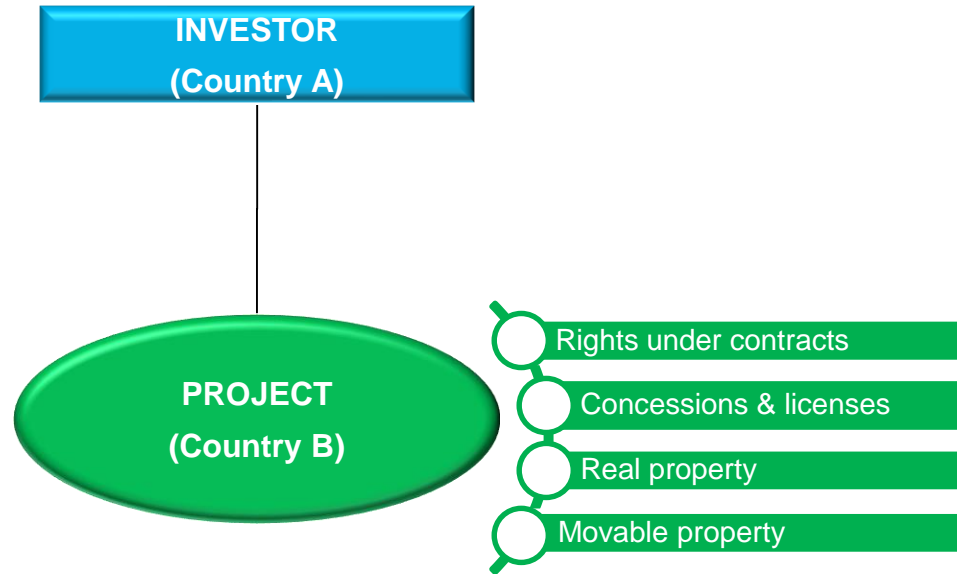 INVESTOR
(Country A)
PROJECT
(Country B)
Rights under contracts
Concessions & licenses
Real property
Movable property